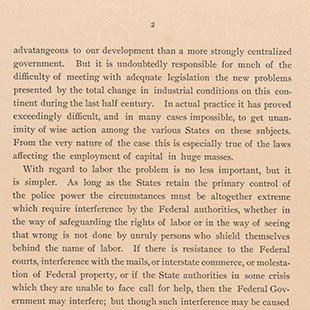 2
advatangeons to our development than a more strongly centralized
government. But it is undoubtedly responsible for much of the
difficulty of meeting with adequate legislation the new problems
presented by the total change in industrial conditions on this con-
tinent during the last half century. In actual practice it has proved
exceedingly difficult, and in many cases impossible, to get unan-
imity of wise action among the various States on these subjects.
From the very nature of the case this is especially true of the laws
affecting the employment of capital in huge masses.
With regard to labor the problem is no less important, but it
is simpler. As long as the States retain the primary control of
the police power the circumstances must be altogether extreme
which require interference by the Federal authorities, whether in
the way of safeguarding the rights of labor or in the way of seeing
that wrong is not done by unruly persons who shield themselves
behind the name of labor. If there is resistance to the Federal
courts, interference with the mails, or interstate commerce, or molesta-
tion of Federal property, or if the State authorities in some crisis
which they are unable to face call for help, then the Federal Gov-
ernment may interfere; but though such interference may be caused